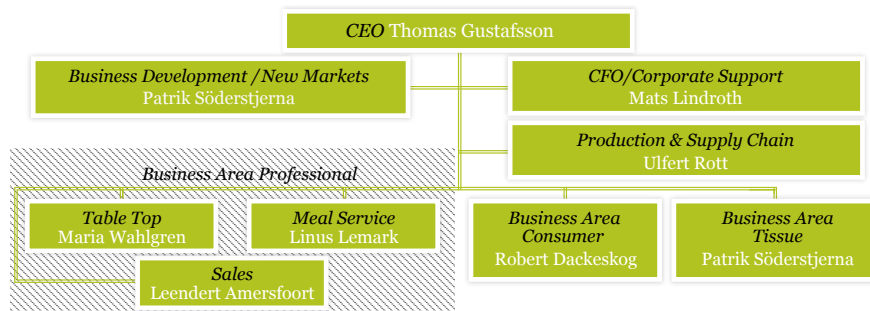 CEO Thomas Gustafsson
Business Development /New Markets
Patrik Söderstjerna
CFO/Corporate Support
Mats Lindroth
Production & Supply Chain
Ulfert Rott
Business Area Professional
Table Top
Maria Wahlgren
Meal Service
Linus Lemark
Business Area
Consumer
Robert Dackeskog
Business Area
Tissue
Patrik Söderstjerna
Sales
Leendert Amersfoort